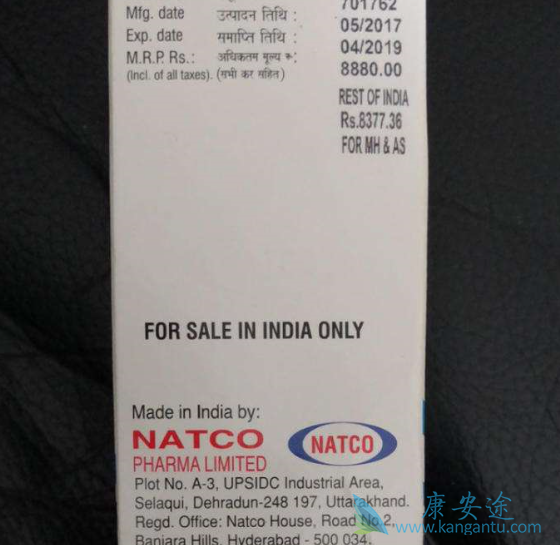 701762
Mfg. date उत्पादन तिथि : 05/2017
Exp. date समाप्ति तिथि : 04/2019
M.R.P. Rs.: अधिकतम मूल्य रू: 8880.00
(Incl. of all taxes). (सभी कर सहित)
REST OF INDIA
Rs.8377.36
FOR MH & AS
FOR SALE IN INDIA ONLY
Made in India by:
NATCO NATCO
PHARMA LIMITED
Plot No. A-3, UPSIDC Industrial Area,
Selaqui, Dehradun-248 197, Uttarakhand.
Regd. Office: Natco House, Road No.2,
Banjara Hills, Hyderabad - 500 034.
康安途
www.kangantu.com